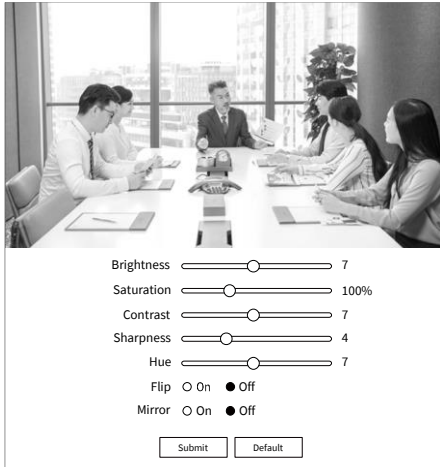 Brightness 7
Saturation 100%
Contrast 7
Sharpness 4
Hue 7
Flip On Off
Mirror On Off
Submit Default